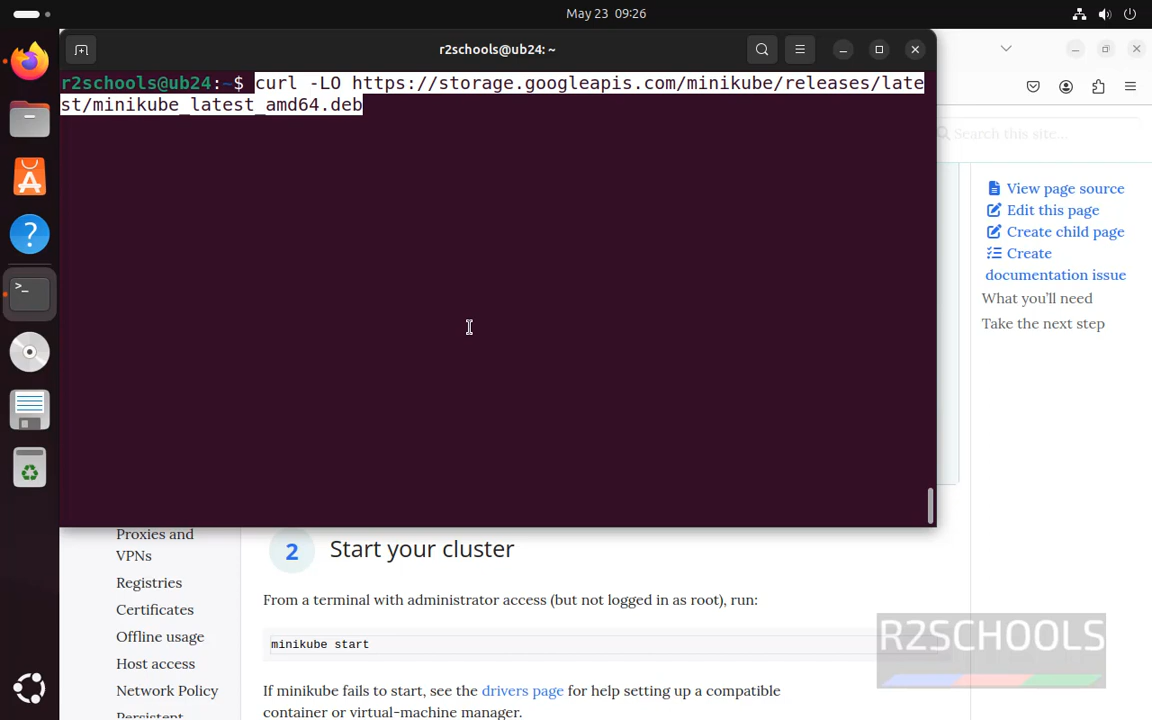 May 23 09:26
r2schools@ub24: ~
r2schools@ub24:~$ curl -LO https://storage.googleapis.com/minikube/releases/late
st/minikube_latest_amd64.deb
Search this site...
View page source
Edit this page
Create child page
Create
documentation issue
What you'll need
Take the next step
Proxies and
VPNs
Registries
Certificates
Offline usage
Host access
Network Policy
Persistent
2 Start your cluster
From a terminal with administrator access (but not logged in as root), run:
minikube start
If minikube fails to start, see the drivers page for help setting up a compatible
container or virtual-machine manager.
R2SCHOOLS